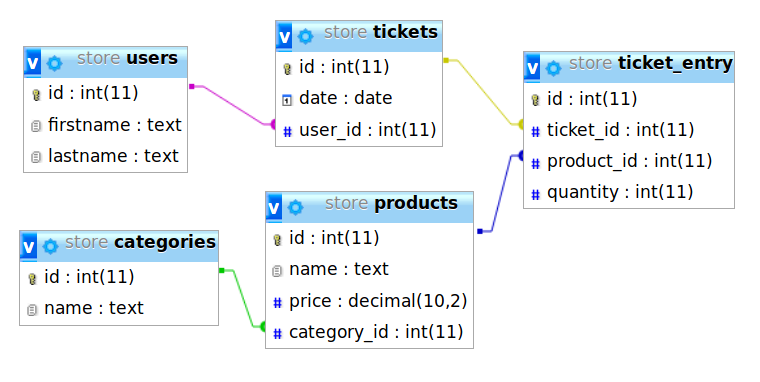 v store users
id : int(11)
firstname : text
lastname : text
v store tickets
id : int(11)
date : date
user_id : int(11)
v store ticket_entry
id : int(11)
ticket_id : int(11)
product_id : int(11)
quantity : int(11)
v store categories
id : int(11)
name : text
v store products
id : int(11)
name : text
price : decimal(10,2)
category_id : int(11)